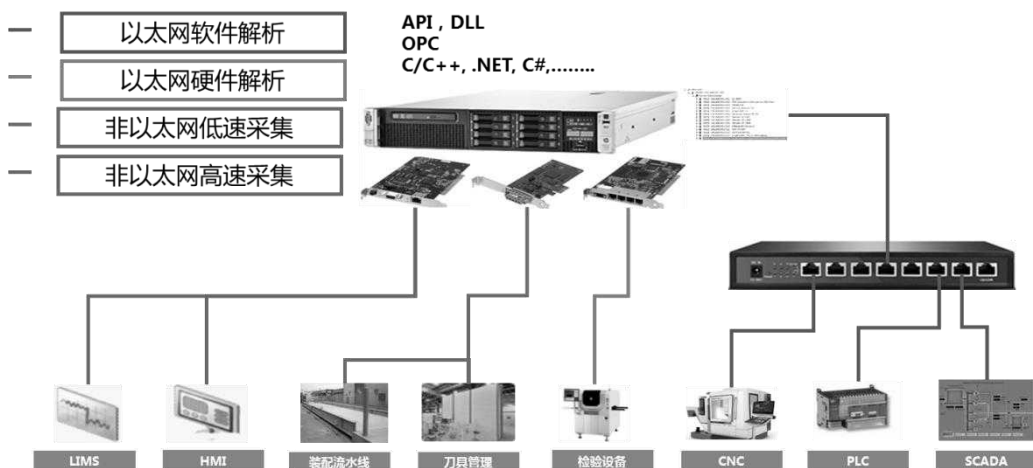 以太网软件解析
以太网硬件解析
非以太网低速采集
非以太网高速采集
API , DLL
OPC
C/C++, .NET, C#,........
LIMS
HMI
装配流水线
刀具管理
检验设备
CNC
PLC
SCADA